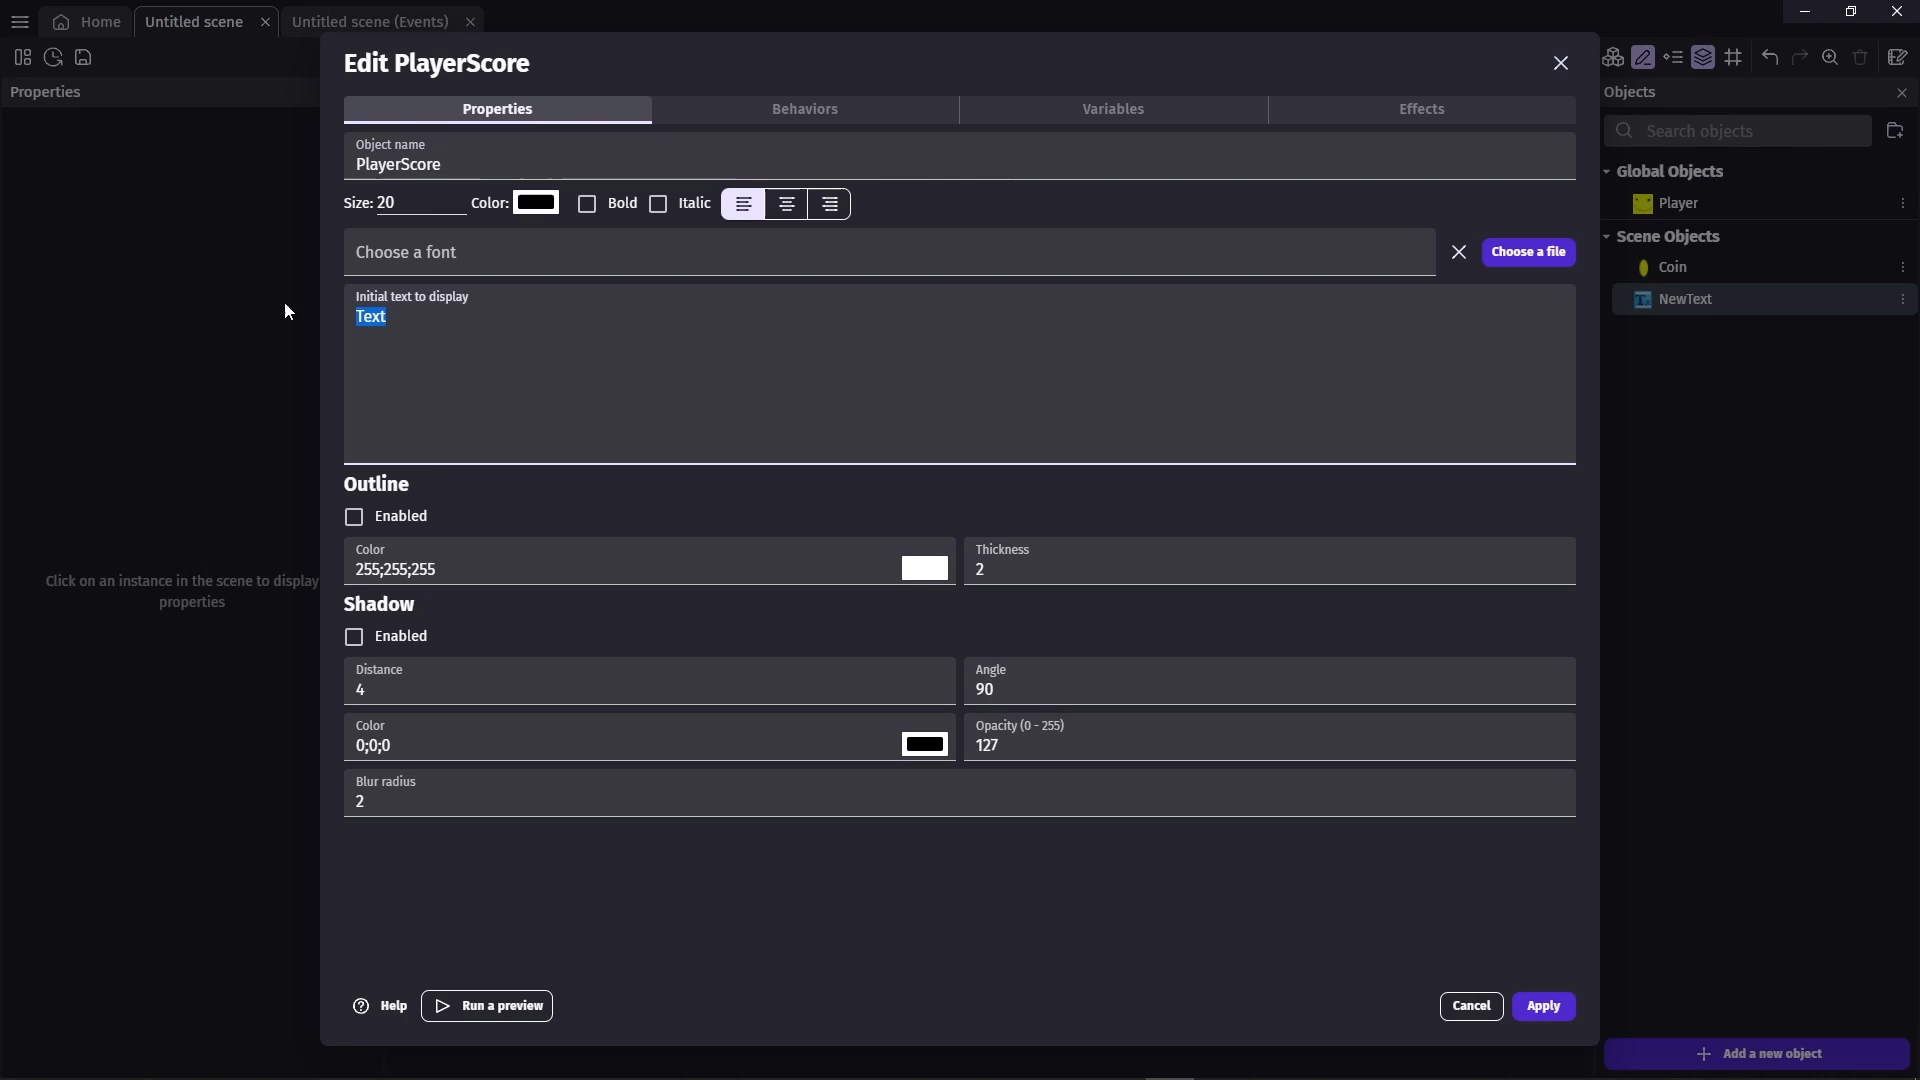 Home
Untitled scene
Untitled scene (Events)
Edit PlayerScore
Properties
Properties
Behaviors
Variables
Effects
Objects
Object name
PlayerScore
Search objects
Global Objects
Size: 20
Color:
Bold
Italic
Player
Scene Objects
Choose a font
Choose a file
Coin
Initial text to display
Text
NewText
Outline
Enabled
Color
255;255;255
Thickness
2
Click on an instance in the scene to display
properties
Shadow
Enabled
Distance
4
Angle
90
Color
0;0;0
Opacity (0 - 255)
127
Blur radius
2
Help
Run a preview
Cancel
Apply
Add a new object